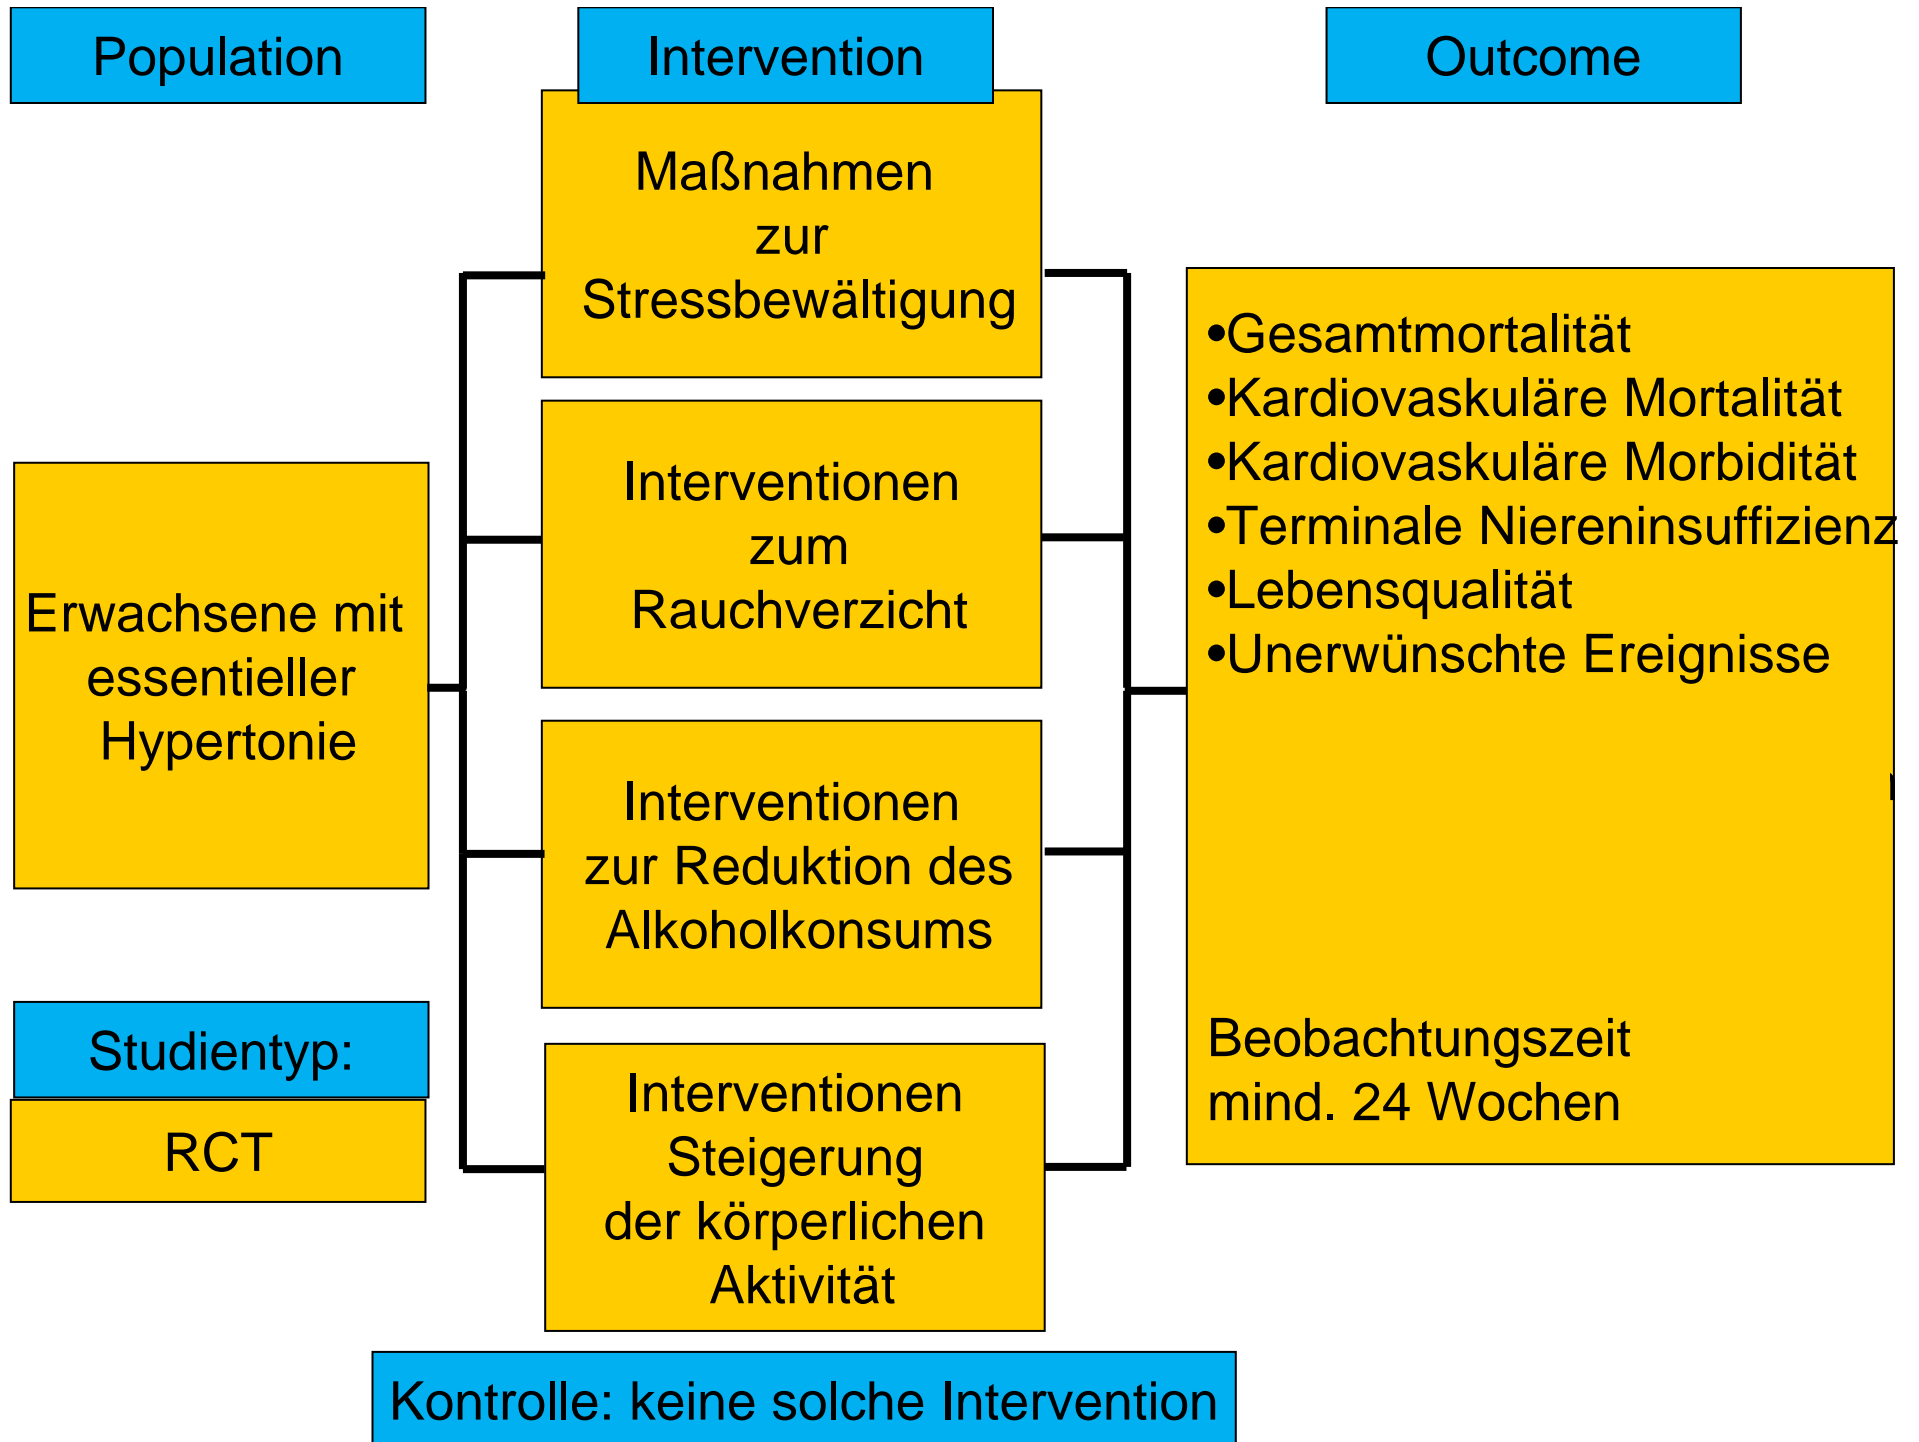 Population
Intervention
Outcome
Maßnahmen
zur
Stressbewältigung
Interventionen
zum
Rauchverzicht
Erwachsene mit
essentieller
Hypertonie
Interventionen
zur Reduktion des
Alkoholkonsums
Interventionen
Steigerung
der körperlichen
Aktivität
•Gesamtmortalität
•Kardiovaskuläre Mortalität
•Kardiovaskuläre Morbidität
•Terminale Niereninsuffizienz
•Lebensqualität
•Unerwünschte Ereignisse
Beobachtungszeit
mind. 24 Wochen
Studientyp:
RCT
Kontrolle: keine solche Intervention